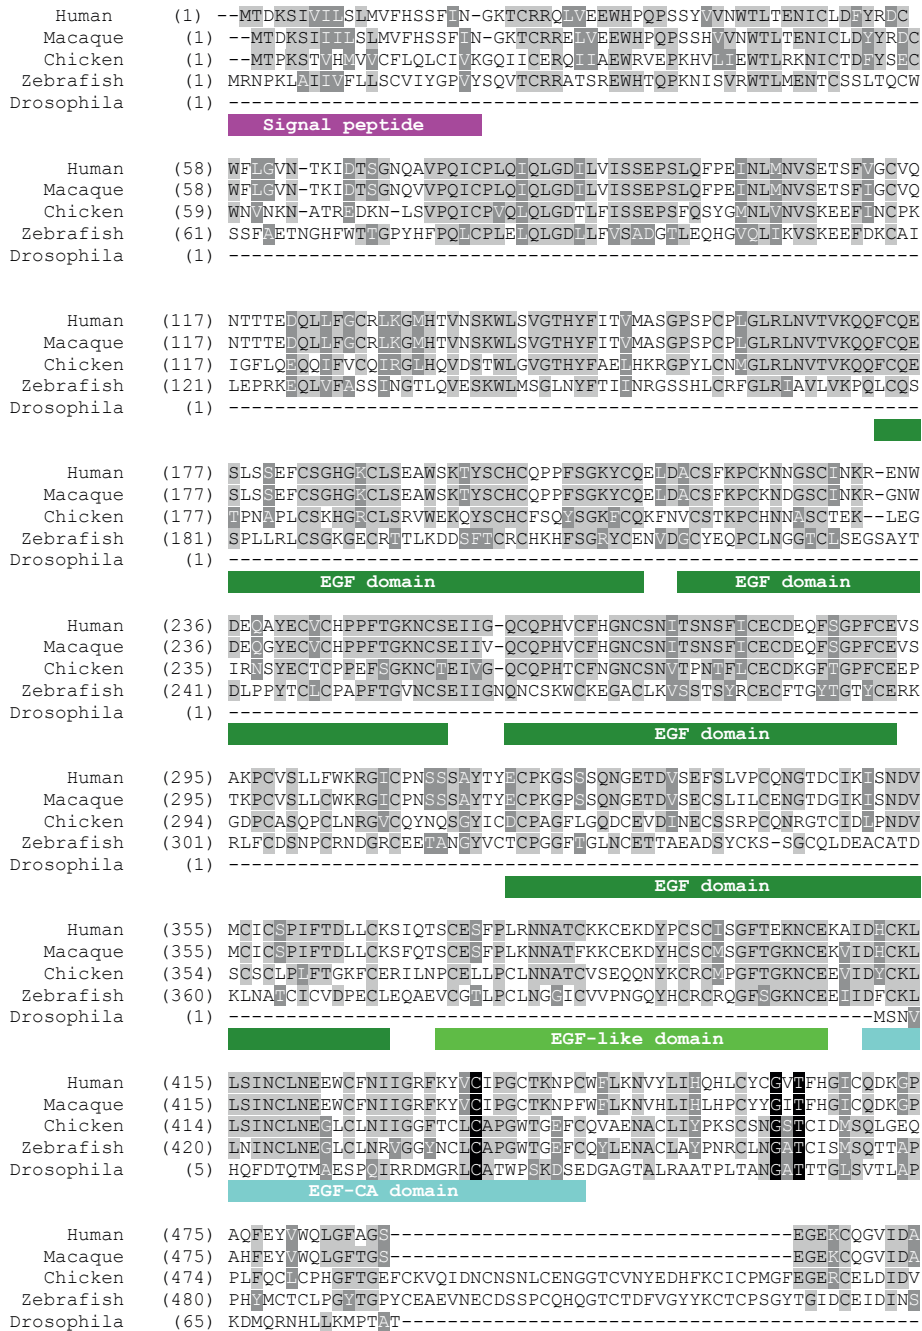 Human (1) --MTDKSIVILSLMVFHSSFIN-GKTCRRQLVEEWHPQPSSYVVNWTLTENICLDFYRDC
Macaque (1) --MTDKSIIILSLMVFHSSFIN-GKTCRRELVEEWHPQPSSHVVNWTLTENICLDYYRDC
Chicken (1) --MTPKSTVHMVVCFLQLCIVKGQIICERQILAEWRVEPKHVLIEWTLRKNICTDFYSEC
Zebrafish (1) MRNPKLAIIVFLLSCVIYGPVYSQVTCRRATSREWHTQPKNISVRWTLMENTCSSLTQCW
Drosophila (1) ------------------------------------------------------------
Signal peptide
Human (58) WFLGVN-TKIDTSGNQAVPQICPLQIQLGDILVISSEPSLQFPEINLMNVSETSFVGCVQ
Macaque (58) WFLGVN-TKIDTSGNQVVPQICPLQIQLGDILVISSEPSLQFPEINLMNVSETSFIGCVQ
Chicken (59) WNVNKN-ATREDKN-LSVPQICPVQLQLGDTLFISSEPSFQSYGMNLVNVSKEEFINCPK
Zebrafish (61) SSFAETNGHFWTTGPYHFPQLCPLELQLGDLLFVSADGTLEQHGVQLIKVSKEEFDKCAI
Drosophila (1) ------------------------------------------------------------
Human (117) NTTTEDQLLFGCRLKGMHTVNSKWLSVGTHYFITVMASGPSPCPLGLRLNVTVKQQFCQE
Macaque (117) NTTTEDQLLFGCRLKGMHTVNSKWLSVGTHYFITVMASGPSPCPLGLRLNVTVKQQFCQE
Chicken (117) IGFLQEQQIFVCQIRGLHQVDSTWLGVGTHYFAELHKRGPYLCNMGLRLNVTVKQQFCQE
Zebrafish (121) LEPRKEQLVFASSINGTLQVESKWLMSGLNYFTIINRGSSHLCRFGLRIAVLVKPQLCQS
Drosophila (1) ------------------------------------------------------------
Human (177) SLSSEFCSGHGKCLSEAWSKTYSCHCQPPFSGKYCQELDACSFKPCKNNGSCINKR-ENW
Macaque (177) SLSSEFCSGHGKCLSEAWSKTYSCHCQPPFSGKYCQELDACSFKPCKNDGSCINKR-GNW
Chicken (177) TPNAPLCSKHGRCLSRVWEKQYSCHCFSQYSGKFCQKFNVCSTKPCHNNASCTEK--LEG
Zebrafish (181) SPLLRLCSGKGECRTTLKDDSFTCRCHKHFSGRYCENVDGCYEQPCLNGGTCLSEGSAYT
Drosophila (1) ------------------------------------------------------------
EGF domain EGF domain
Human (236) DEQAYECVCHPPFTGKNCSEIIG-QCQPHVCFHGNCSNITSNSFICECDEQFSGPFCEVS
Macaque (236) DEQGYECVCHPPFTGKNCSEIIV-QCQPHVCFHGNCSNITSNSFICECDEQFSGPFCEVS
Chicken (235) IRNSYECTCPPEFSGKNCTEIVG-QCQPHTCFNGNCSNVTPNTFLCECDKGFTGPFCEEP
Zebrafish (241) DLPPYTCLCPAPFTGVNCSEIIGNQNCSKWCKEGACLKVSSTSYRCECFTGYTGTYCERK
Drosophila (1) ------------------------------------------------------------
EGF domain
Human (295) AKPCVSLLFWKRGICPNSSSAYTYECPKGSSSQNGETDVSEFSLVPCQNGTDCIKISNDV
Macaque (295) TKPCVSLLCWKRGICPNSSSAYTYECPKGPSSQNGETDVSECSLILCENGTDGIKISNDV
Chicken (294) GDPCASQPCLNRGVCQYNQSGYICDCPAGFLGQDCEVDINECSSRPCQNRGTCIDLPNDV
Zebrafish (301) RLFCDSNPCRNDGRCEETANGYVCTCPGGFTGLNCETTAEADSYCKS-SGCQLDEACATD
Drosophila (1) ------------------------------------------------------------
EGF domain
Human (355) MCICSPIFTDLLCKSIQTSCESFPLRNNATCKKCEKDYPCSCISGFTEKNCEKAIDHCKL
Macaque (355) MCICSPIFTDLLCKSFQTSCESFPLKNNATFKKCEKDYHCSCMSGFTGKNCEKVIDHCKL
Chicken (354) SCSCLPLFTGKFCERILNPCELLPCLNNATCVSEQQNYKCRCMPGFTGKNCEEVIDYCKL
Zebrafish (360) KLNATCICVDPECLEQAEVCGTLPCLNGGICVVPNGQYHCRCRQGFSGKNCEEIIDFCKL
Drosophila (1) --------------------------------------------------------MSNV
EGF-like domain
Human (415) LSINCLNEEWCFNIIGRFKYVCIPGCTKNPCWFLKNVYLIHQHLCYCGVTFHGICQDKGP
Macaque (415) LSINCLNEEWCFNIIGRFKYVCIPGCTKNPFWFLKNVHLIHLHPCYYGITFHGICQDKGP
Chicken (414) LSINCLNEGLCLNIIGGFTCLCAPGWTGEFCQVAENACLIYPKSCSNGSTCIDMSQLGEQ
Zebrafish (420) LNINCLNEGLCLNRVGGYNCLCAPGWTGEFCQYLENACLAYPNRCLNGATCISMSQTTAP
Drosophila (5) HQFDTQTMAESPQIRRDMGRLCATWPSKDSEDGAGTALRAATPLTANGATTTGLSVTLAP
EGF-CA domain
Human (475) AQFEYVWQLGFAGS-----------------------------------EGEKCQGVIDA
Macaque (475) AHFEYVWQLGFTGS-----------------------------------EGEKCQGVIDA
Chicken (474) PLFQCLCPHGFTGEFCKVQIDNCNSNLCENGGTCVNYEDHFKCICPMGFEGERCELDIDV
Zebrafish (480) PHYMCTCLPGYTGPYCEAEVNECDSSPCQHQGTCTDFVGYYKCTCPSGYTGIDCEIDINS
Drosophila (65) KDMQRNHLLKMPTAT---------------------------------------------